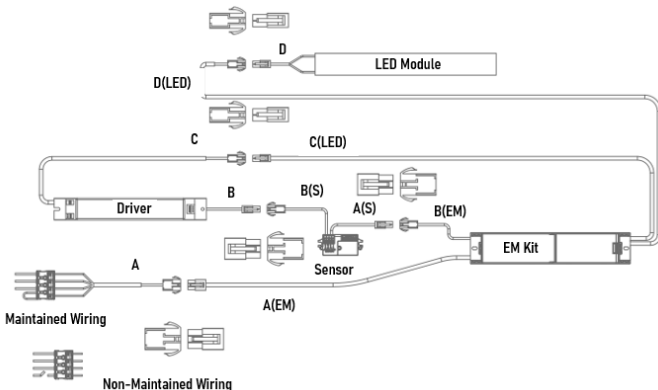 D
LED Module
D(LED)
C
C(LED)
B
B(S)
A(S)
B(EM)
Driver
EM Kit
Sensor
A
A(EM)
Maintained Wiring
Non-Maintained Wiring